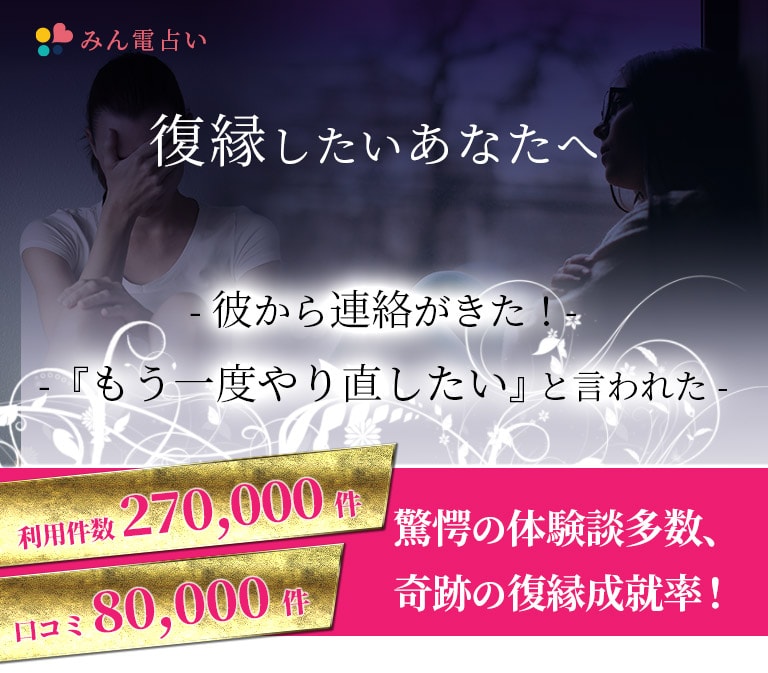 みん電占い
復縁したいあなたへ
- 彼から連絡がきた！-
-『もう一度やり直したい』と言われた -
利用件数 270,000 件
口コミ 80,000 件
驚愕の体験談多数、
奇跡の復縁成就率！